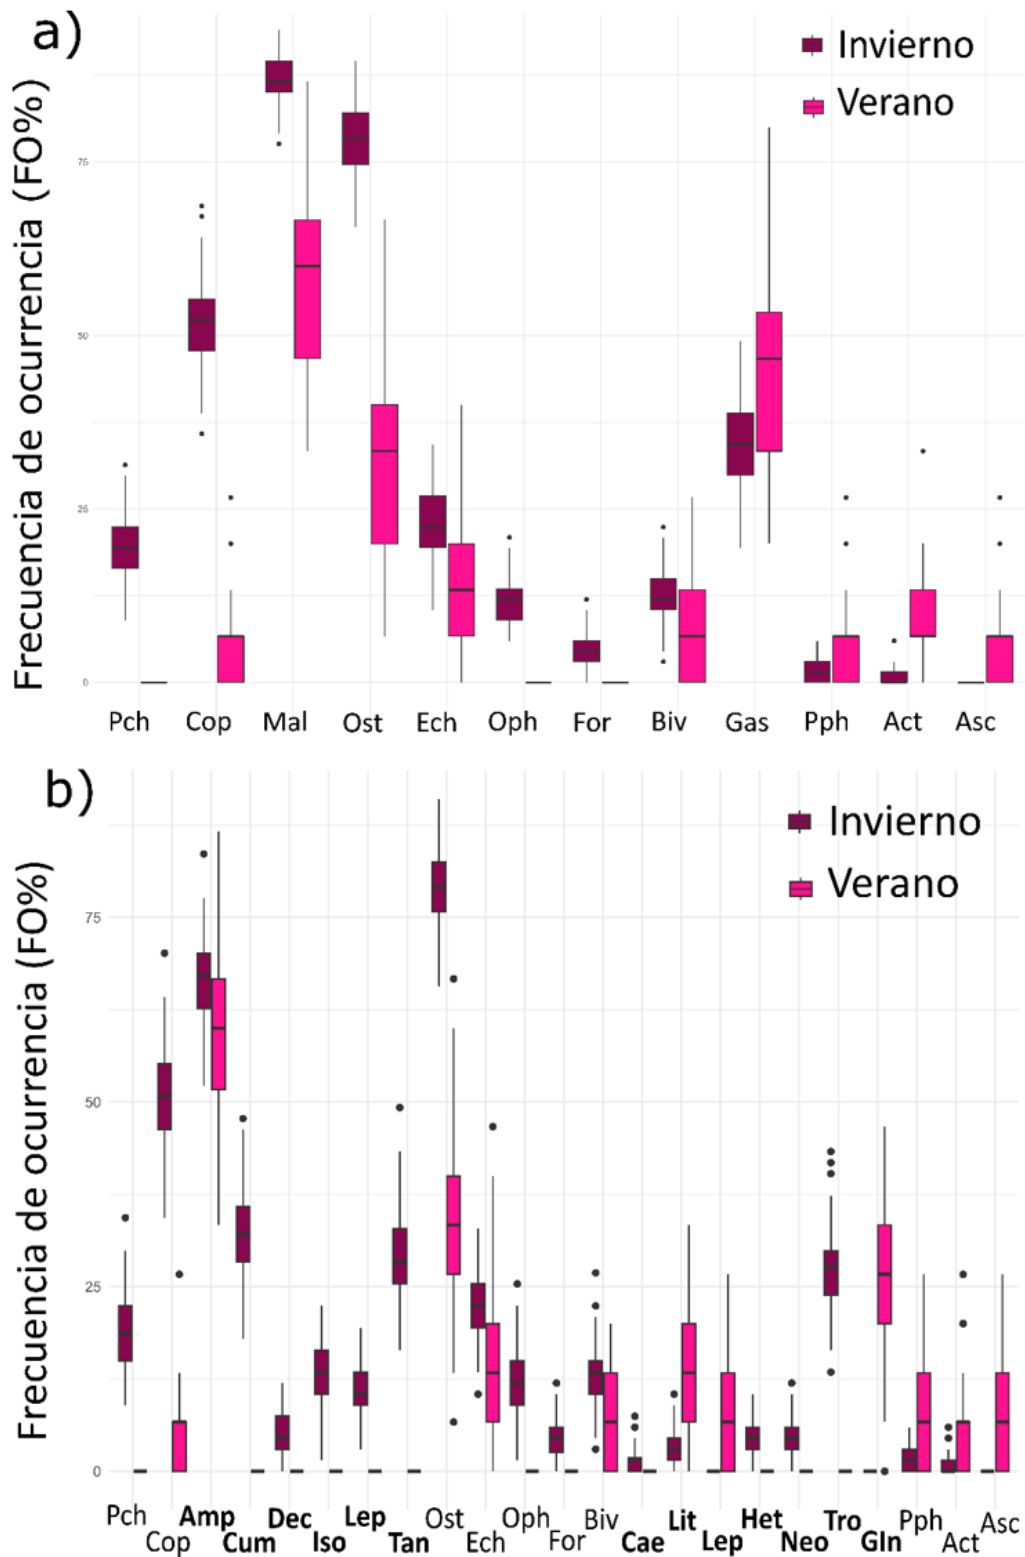 a)
Invierno
Verano
Frecuencia de ocurrencia (FO%)
75
50
25
0
Pch Cop Mal Ost Ech Oph For Biv Gas Pph Act Asc
b)
Invierno
Verano
Frecuencia de ocurrencia (FO%)
75
50
25
0
Pch Amp Dec Lep Ost Oph Biv Lit Het Tro Pph Asc
Cop Cum Iso Tan Ech For Cae Lep Neo Gln Act